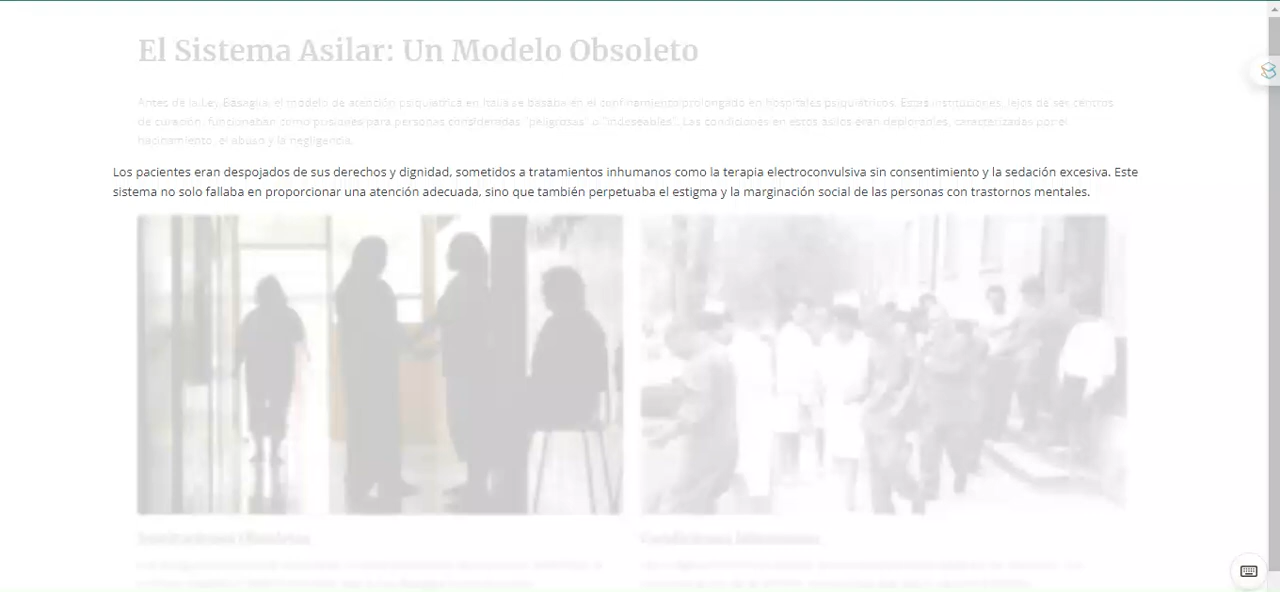 El Sistema Asilar: Un Modelo Obsoleto
Antes de la Ley Basaglia, el modelo de atención psiquiátrica en Italia se basaba en el confinamiento prolongado en hospitales psiquiátricos. Estas instituciones, lejos de ser centros
de curación, funcionaban como prisiones para personas consideradas "peligrosas" o "indeseables". Las condiciones en estos asilos eran deplorables, caracterizadas por el
hacinamiento, el abuso y la negligencia.
Los pacientes eran despojados de sus derechos y dignidad, sometidos a tratamientos inhumanos como la terapia electroconvulsiva sin consentimiento y la sedación excesiva. Este
sistema no solo fallaba en proporcionar una atención adecuada, sino que también perpetuaba el estigma y la marginación social de las personas con trastornos mentales.